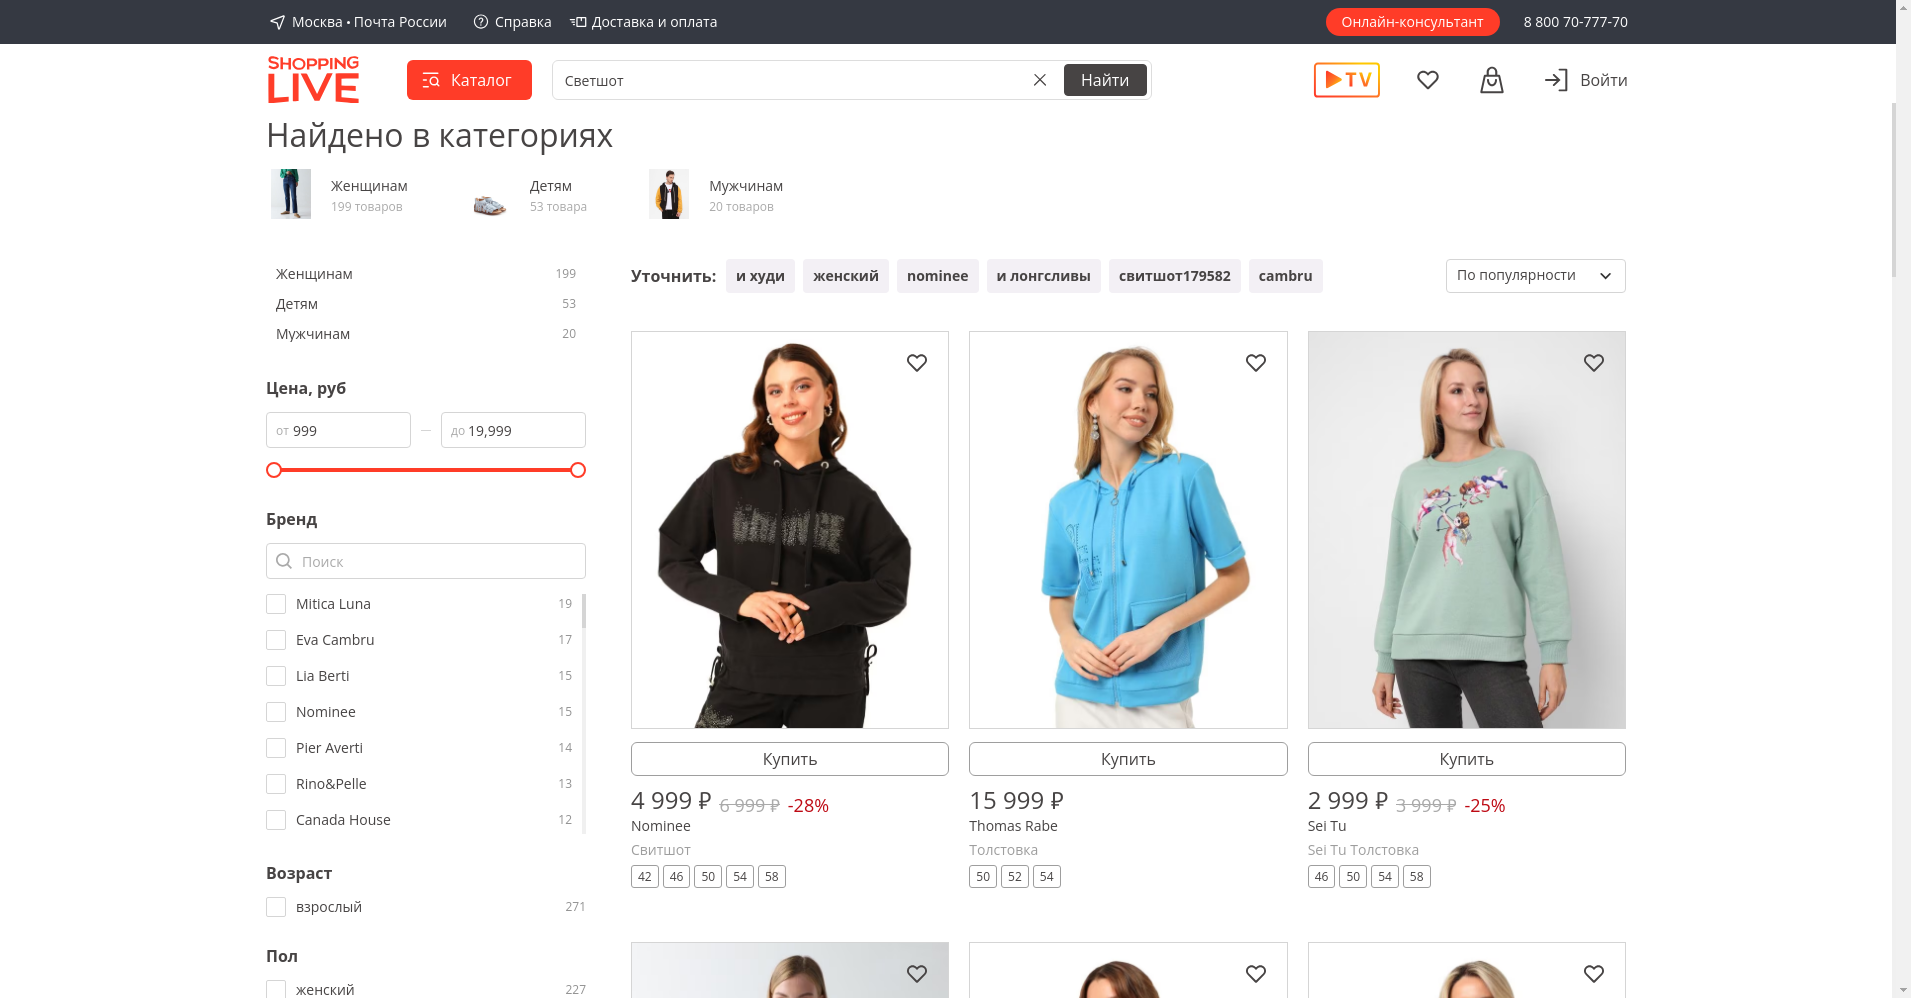 Москва • Почта России
Справка
Доставка и оплата
Онлайн-консультант
8 800 70-777-70
SHOPPING
LIVE
Каталог
Светшот
Найти
TV
Войти
Найдено в категориях
Женщинам
199 товаров
Детям
53 товара
Мужчинам
20 товаров
Женщинам 199
Детям 53
Мужчинам 20
Цена, руб
от 999 — до 19,999
Бренд
Поиск
Mitica Luna 19
Eva Cambru 17
Lia Berti 15
Nominee 15
Pier Averti 14
Rino&Pelle 13
Canada House 12
Возраст
взрослый 271
Пол
женский 227
Уточнить: и худи женский nominee и лонгсливы свитшот179582 cambru
По популярности
Купить
4 999 ₽ 6 999 ₽ -28%
Nominee
Свитшот
42 46 50 54 58
Купить
15 999 ₽
Thomas Rabe
Толстовка
50 52 54
Купить
2 999 ₽ 3 999 ₽ -25%
Sei Tu
Sei Tu Толстовка
46 50 54 58